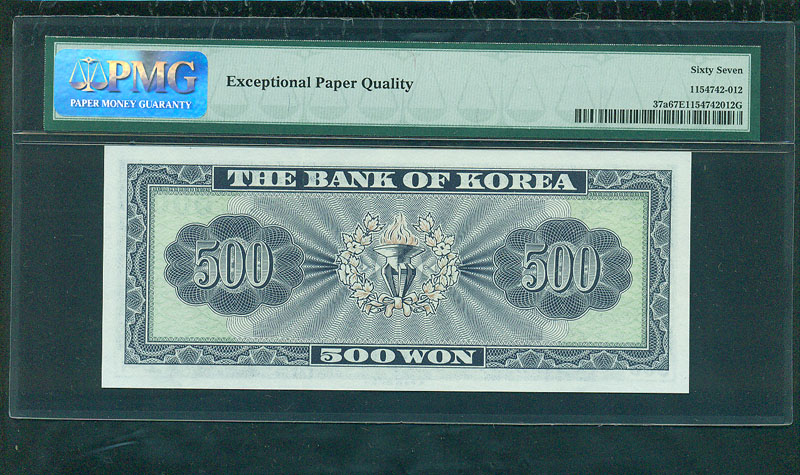 PMG
PAPER MONEY GUARANTY
Exceptional Paper Quality
Sixty Seven
1154742-012
37a67E1154742012G
THE BANK OF KOREA
500
500
500 WON